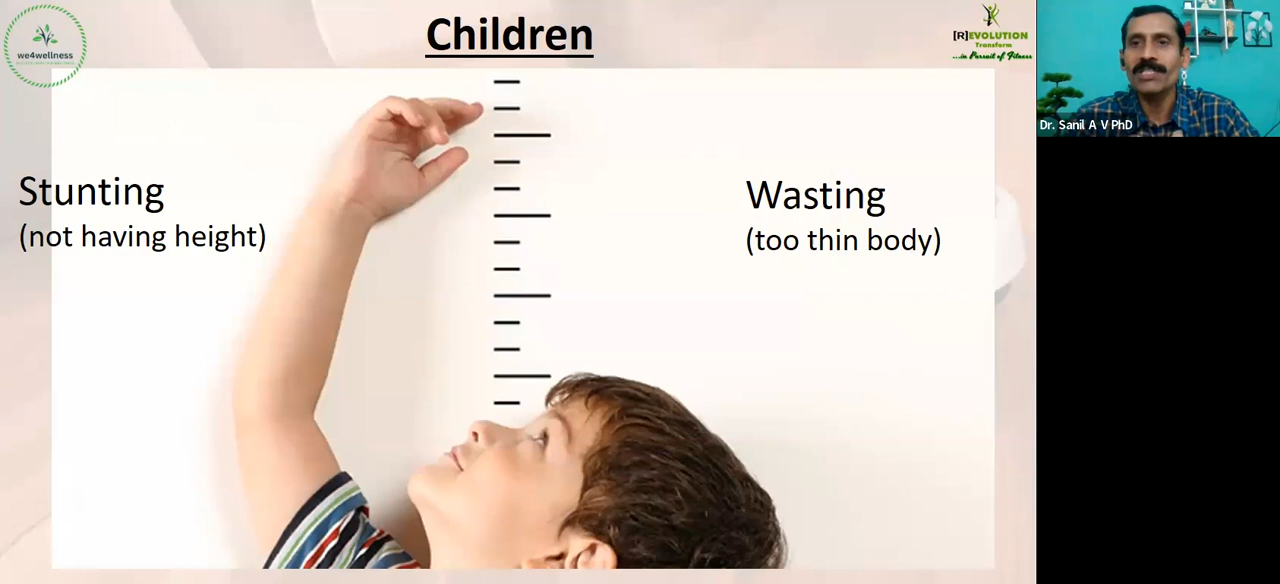 Children
we4wellness
[R]EVOLUTION
Transform
...in Pursuit of Fitness
Stunting
(not having height)
Wasting
(too thin body)
Dr. Sanil A V PhD